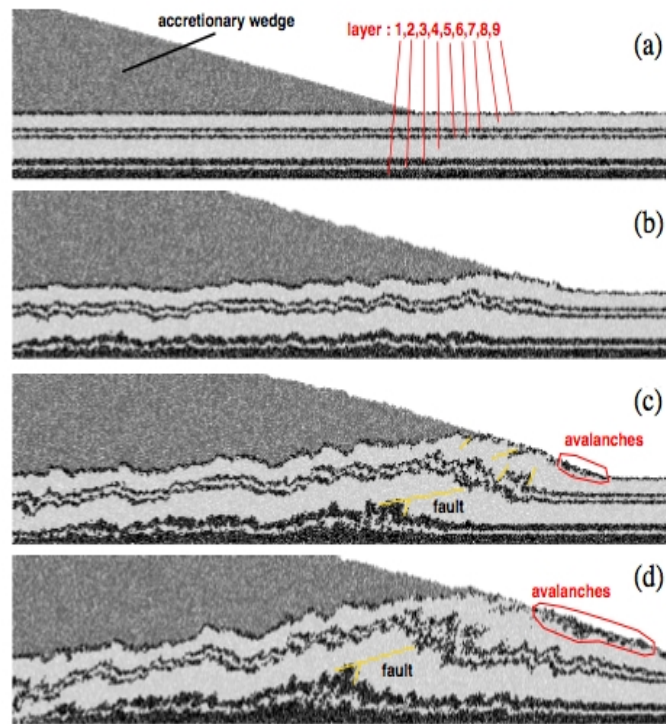 accretionary wedge
layer : 1,2,3,4,5,6,7,8,9
(a)
(b)
(c)
avalanches
fault
(d)
avalanches
fault